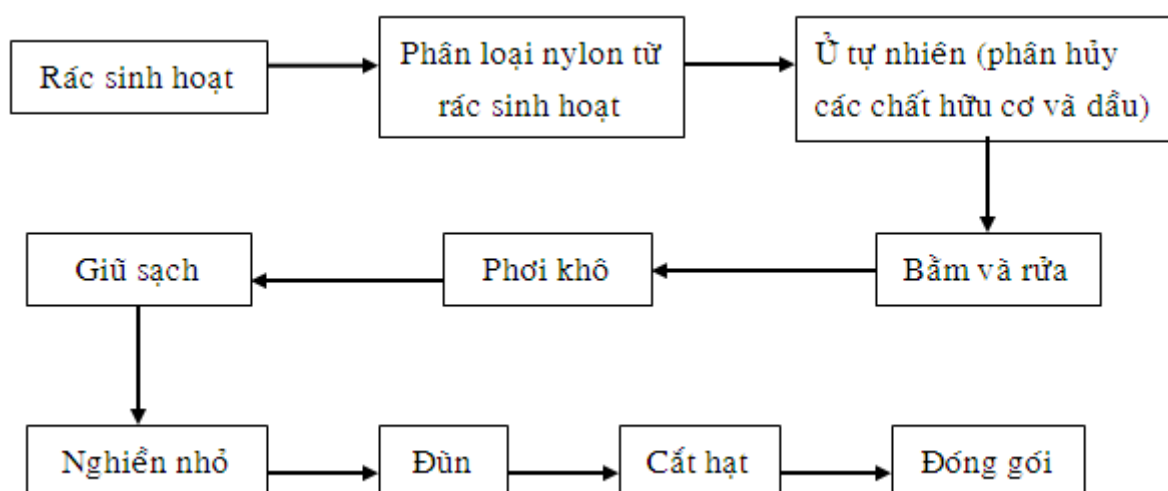 Rác sinh hoạt
Phân loại nylon từ
rác sinh hoạt
Ủ tự nhiên (phân hủy
các chất hữu cơ và dầu)
Bằm và rửa
Phơi khô
Giũ sạch
Nghiền nhỏ
Đùn
Cắt hạt
Đóng gói